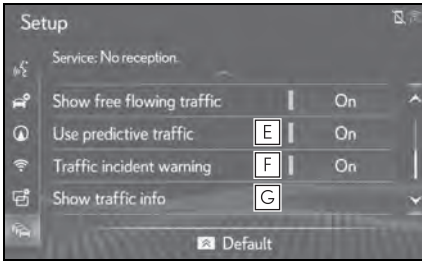 Setup
Service: No reception.
Show free flowing traffic On
Use predictive traffic E On
Traffic incident warning F On
Show traffic info G
Default